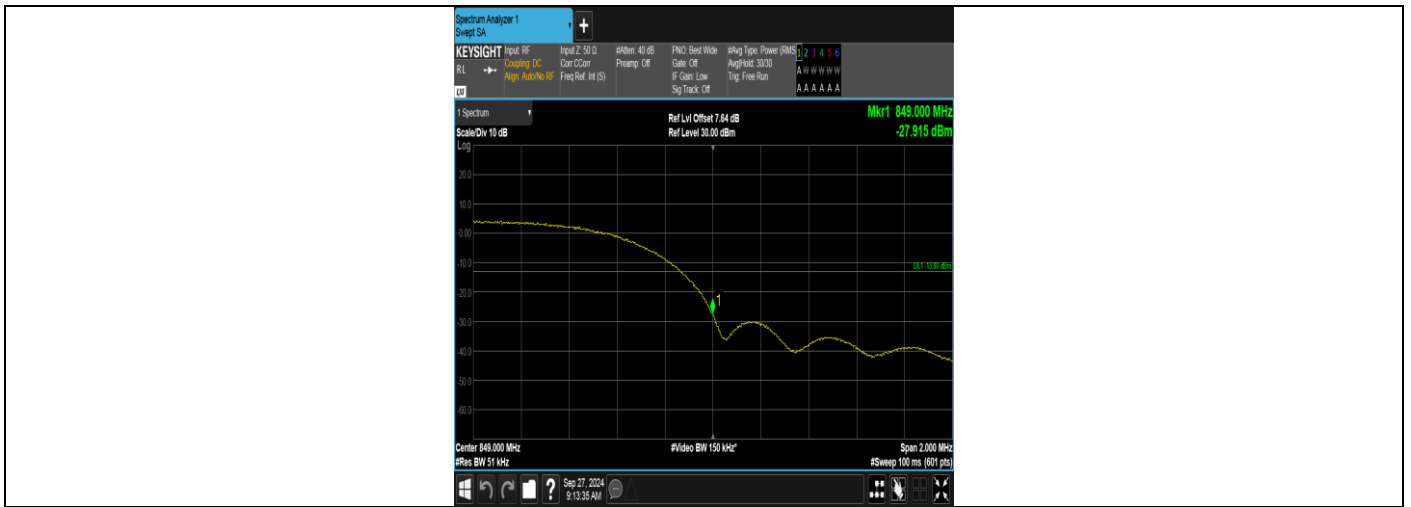 Spectrum Analyzer 1
Swept SA
+
KEYSIGHT
RL
LXI
Input: RF
Coupling: DC
Align: Auto/No RF
Input Z: 50 Ω
Corr CCorr
Freq Ref: Int (S)
#Atten: 40 dB
Preamp: Off
PNO: Best Wide
Gate: Off
IF Gain: Low
Sig Track: Off
#Avg Type: Power (RMS
Avg|Hold: 30/30
Trig: Free Run
1 2 3 4 5 6
A W W W W W
A A A A A A
1 Spectrum
Scale/Div 10 dB
Log
Ref Lvl Offset 7.64 dB
Ref Level 30.00 dBm
Mkr1 849.000 MHz
-27.915 dBm
20.0
10.0
0.00
-10.0
-20.0
-30.0
-40.0
-50.0
-60.0
DL1 -13.00 dBm
1
Center 849.000 MHz
#Res BW 51 kHz
#Video BW 150 kHz*
Span 2.000 MHz
#Sweep 100 ms (601 pts)
?
Sep 27, 2024
9:13:35 AM